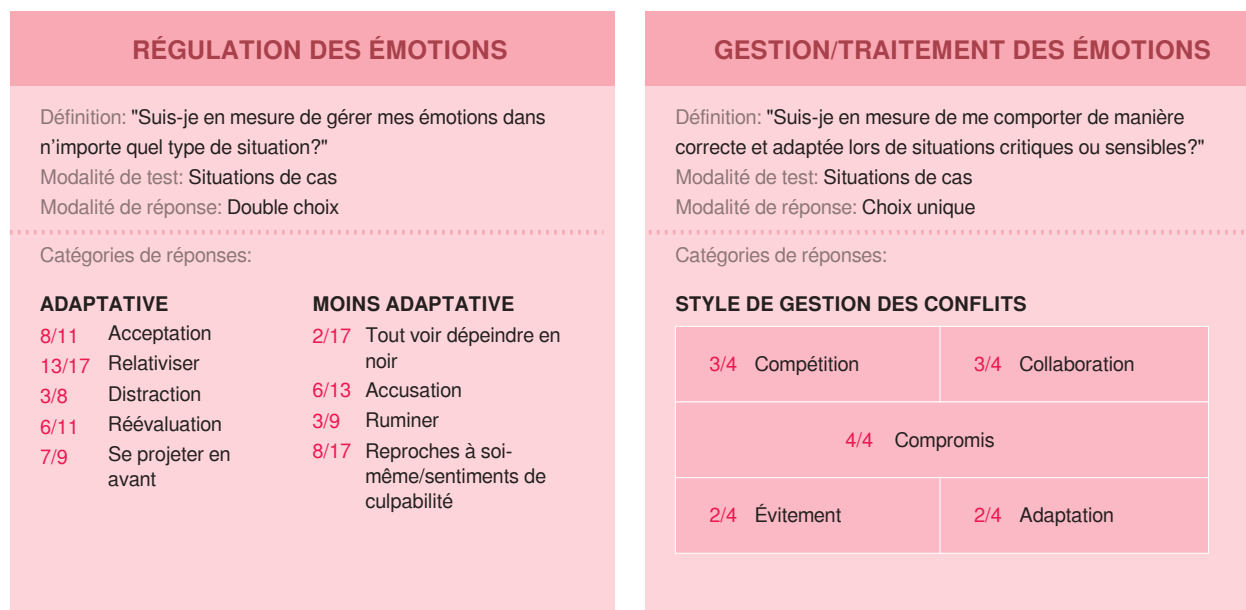 RÉGULATION DES ÉMOTIONS
Définition: "Suis-je en mesure de gérer mes émotions dans
n'importe quel type de situation?"
Modalité de test: Situations de cas
Modalité de réponse: Double choix
Catégories de réponses:
ADAPTATIVE
8/11 Acceptation
13/17 Relativiser
3/8 Distraction
6/11 Réévaluation
7/9 Se projeter en
avant
MOINS ADAPTATIVE
2/17 Tout voir dépeindre en
noir
6/13 Accusation
3/9 Ruminer
8/17 Reproches à soi-
même/sentiments de
culpabilité
GESTION/TRAITEMENT DES ÉMOTIONS
Définition: "Suis-je en mesure de me comporter de manière
correcte et adaptée lors de situations critiques ou sensibles?"
Modalité de test: Situations de cas
Modalité de réponse: Choix unique
Catégories de réponses:
STYLE DE GESTION DES CONFLITS
3/4 Compétition
3/4 Collaboration
4/4 Compromis
2/4 Évitement
2/4 Adaptation